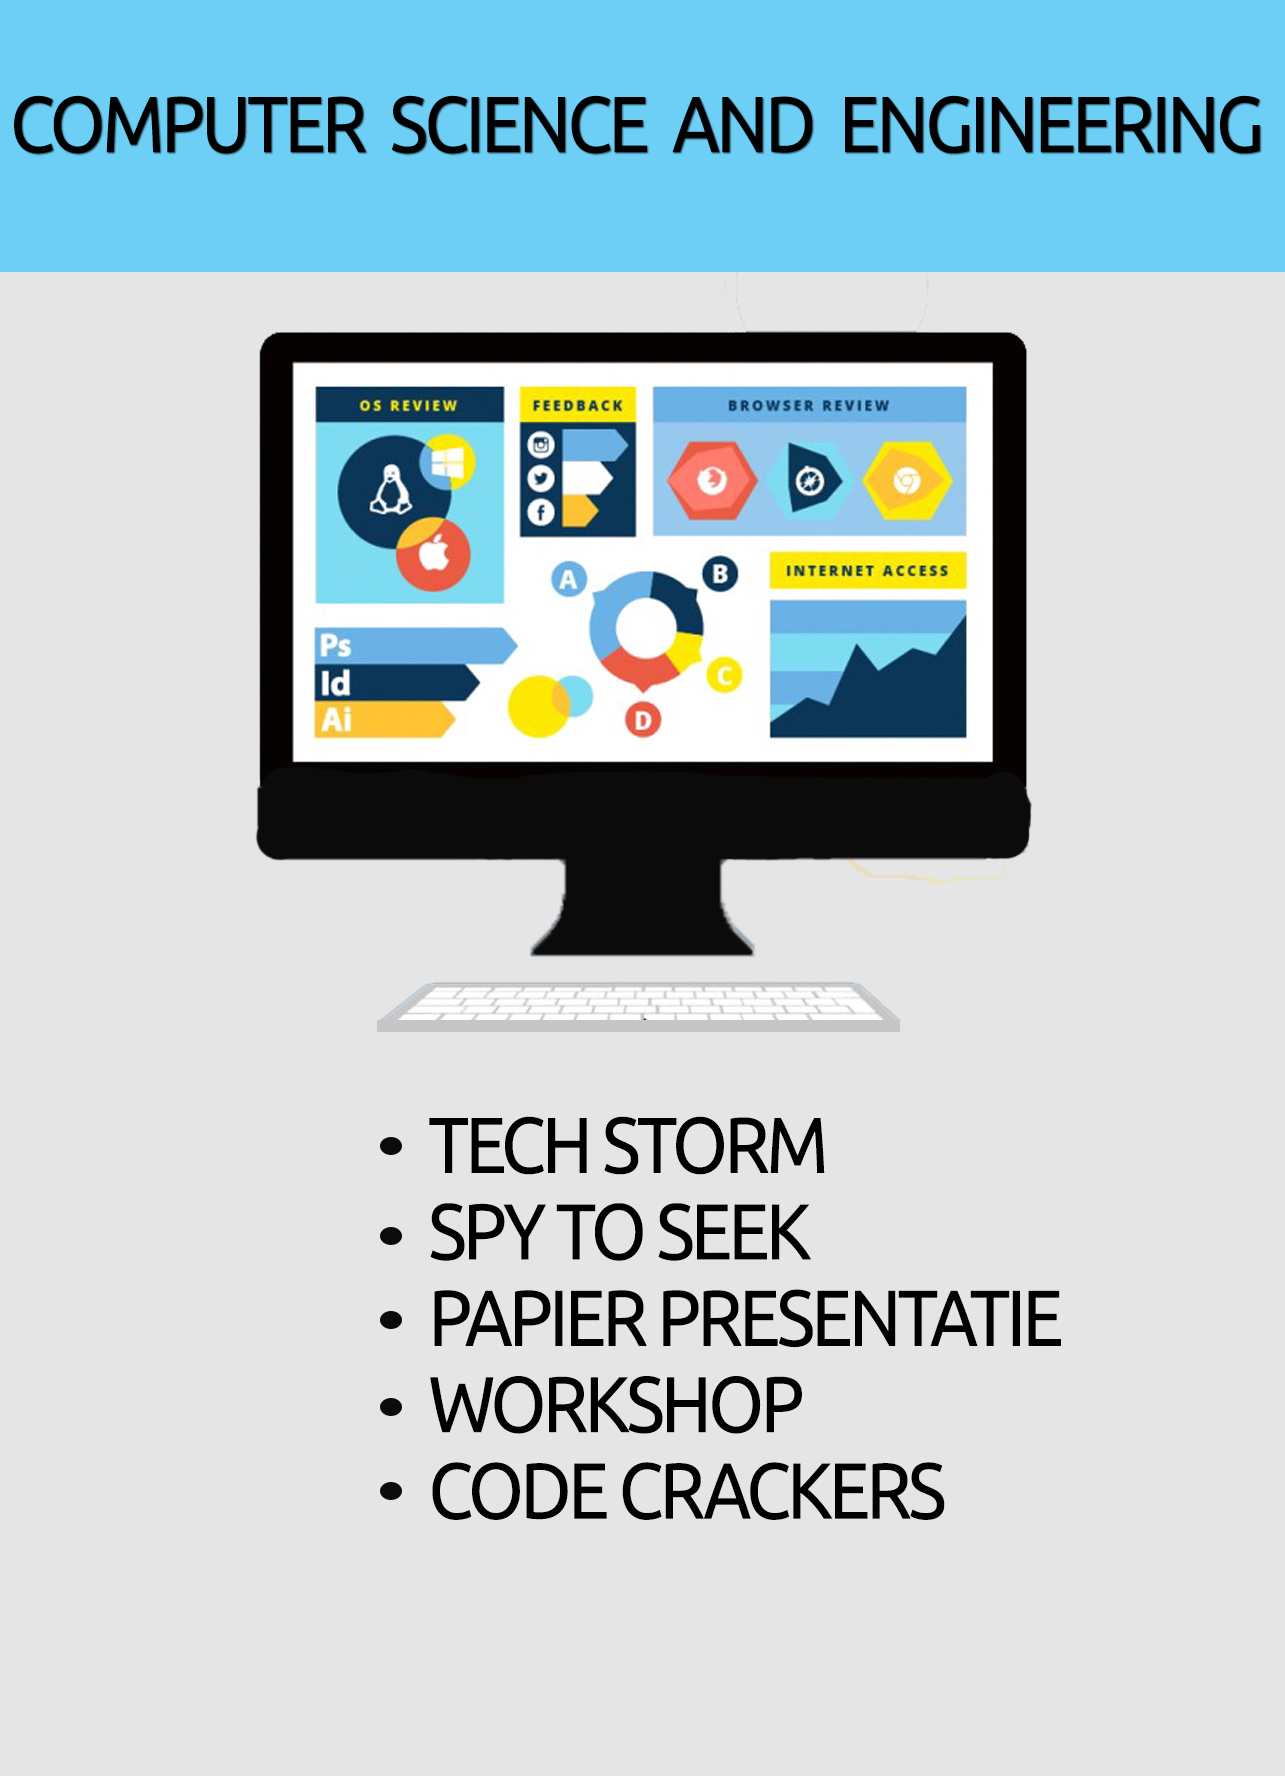 COMPUTER SCIENCE AND ENGINEERING
OS REVIEW
FEEDBACK
BROWSER REVIEW
INTERNET ACCESS
A
B
C
D
Ps
Id
Ai
• TECH STORM
• SPY TO SEEK
• PAPIER PRESENTATIE
• WORKSHOP
• CODE CRACKERS